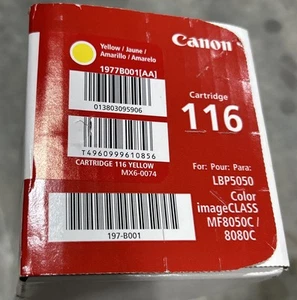 Yellow / Jaune /
Amarillo / Amarelo
1977B001[AA]
013803095906
T4960999610856
CARTRIDGE 116 YELLOW
MX6-0074
197-B001
Canon
Cartridge
116
For: Pour: Para:
LBP5050
Color
imageCLASS
MF8050C /
8080C